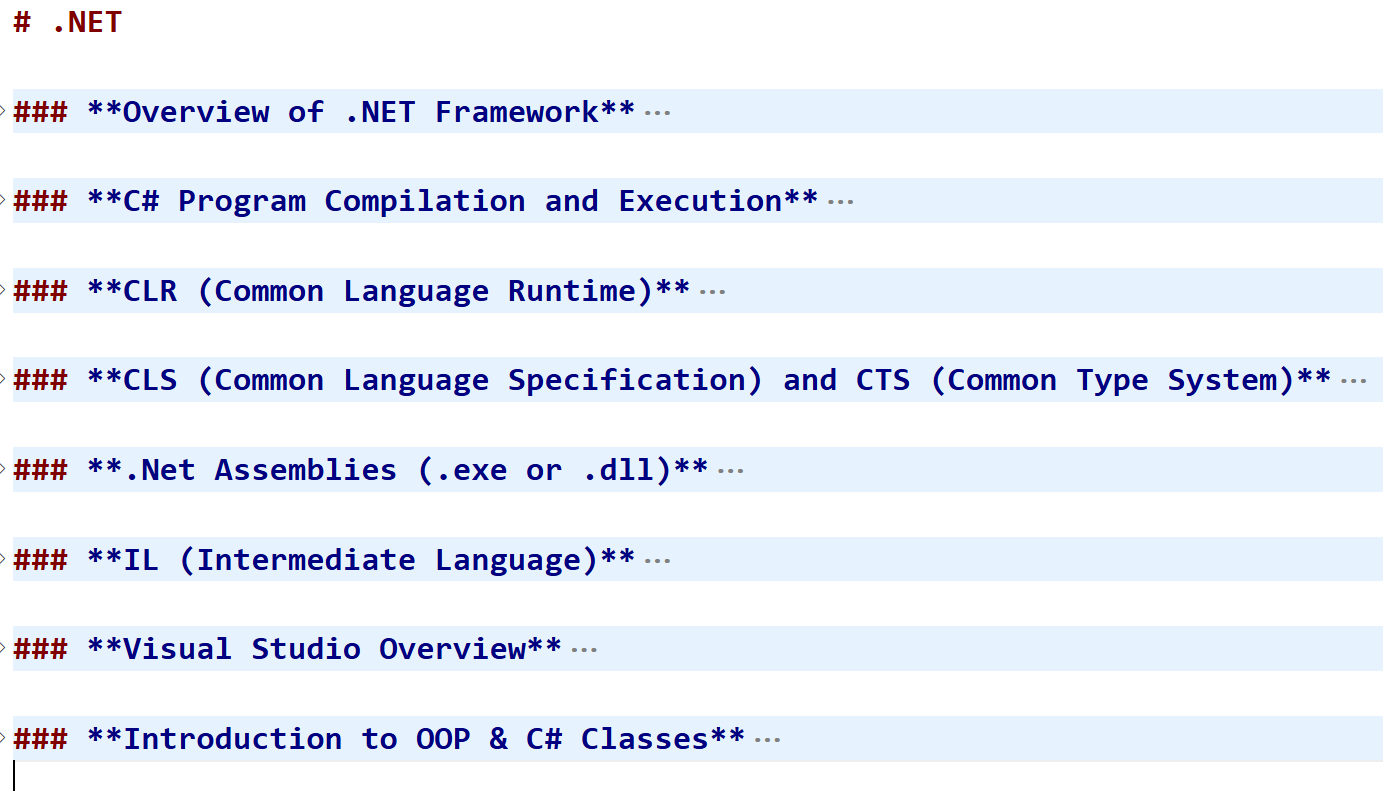 # .NET
### **Overview of .NET Framework** ···
### **C# Program Compilation and Execution** ···
### **CLR (Common Language Runtime)** ···
### **CLS (Common Language Specification) and CTS (Common Type System)** ···
### **.Net Assemblies (.exe or .dll)** ···
### **IL (Intermediate Language)** ···
### **Visual Studio Overview** ···
### **Introduction to OOP & C# Classes** ···